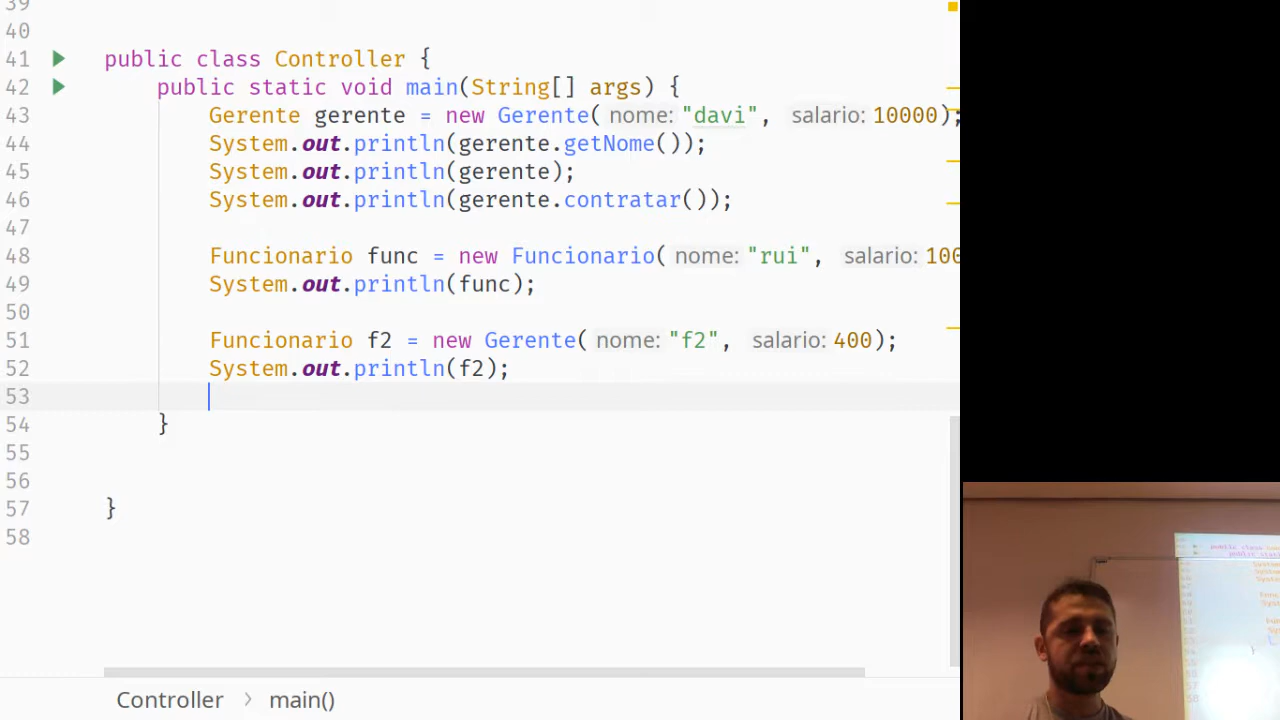 39
40
41 public class Controller {
42 public static void main(String[] args) {
43 Gerente gerente = new Gerente( nome: "davi", salario: 10000);
44 System.out.println(gerente.getNome());
45 System.out.println(gerente);
46 System.out.println(gerente.contratar());
47
48 Funcionario func = new Funcionario( nome: "rui", salario: 100
49 System.out.println(func);
50
51 Funcionario f2 = new Gerente( nome: "f2", salario: 400);
52 System.out.println(f2);
53
54 }
55
56
57 }
58
Controller > main()